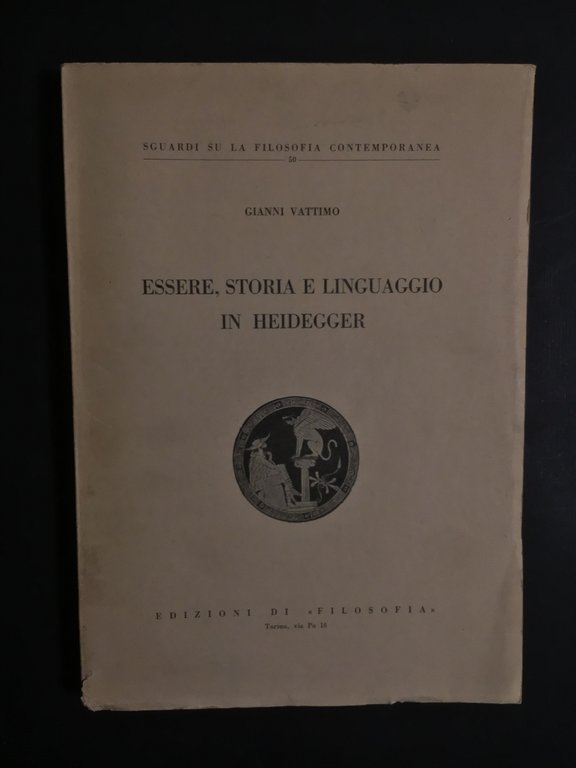 SGUARDI SU LA FILOSOFIA CONTEMPORANEA
50
GIANNI VATTIMO
ESSERE, STORIA E LINGUAGGIO
IN HEIDEGGER
EDIZIONI DI «FILOSOFIA»
Torino, via Po 18